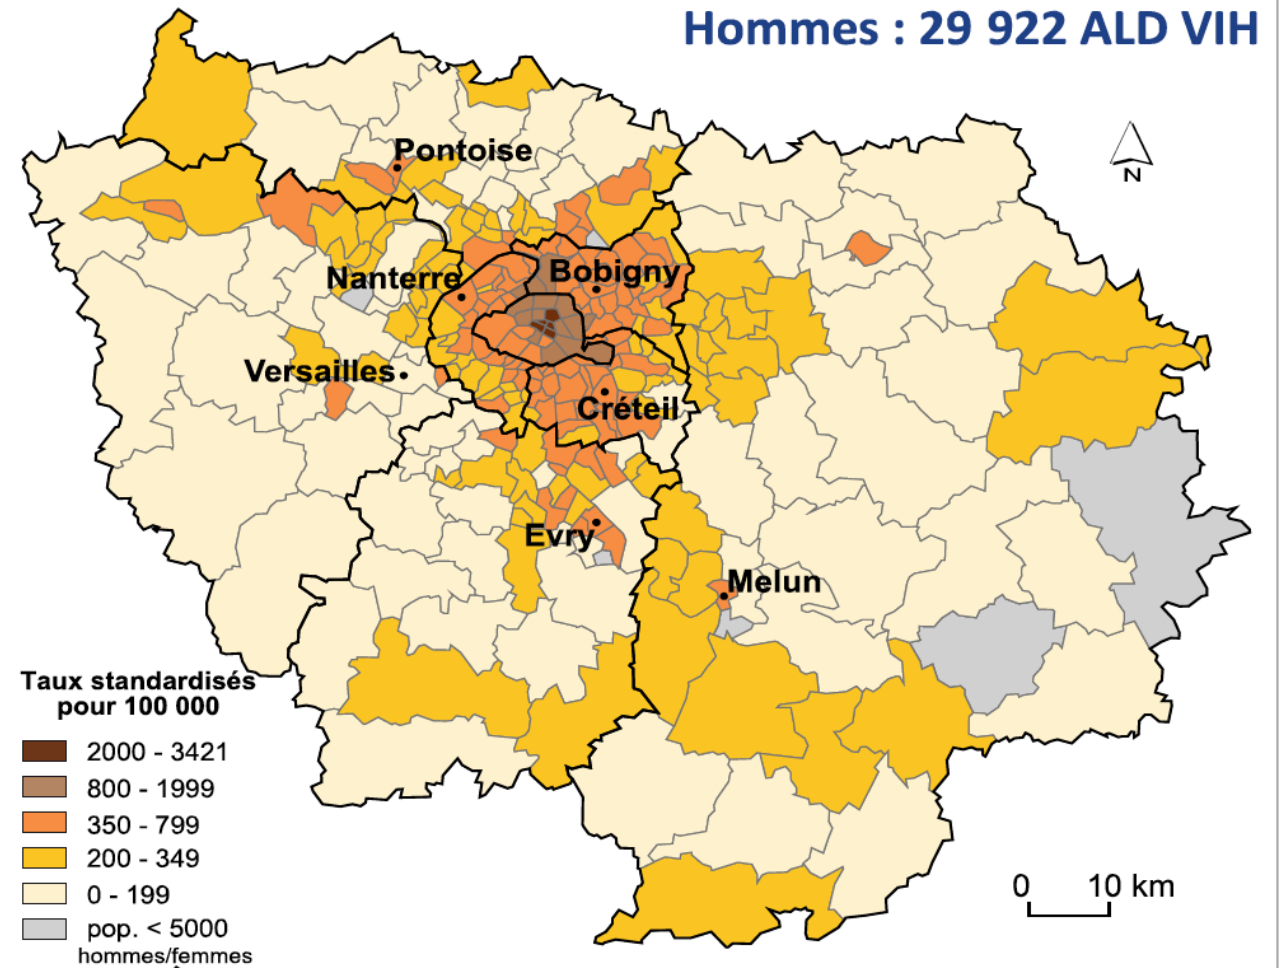 Hommes : 29 922 ALD VIH
N
Pontoise
Nanterre
Bobigny
Versailles
Créteil
Evry
Melun
Taux standardisés
pour 100 000
2000 - 3421
800 - 1999
350 - 799
200 - 349
0 - 199
pop. < 5000
hommes/femmes
0 10 km